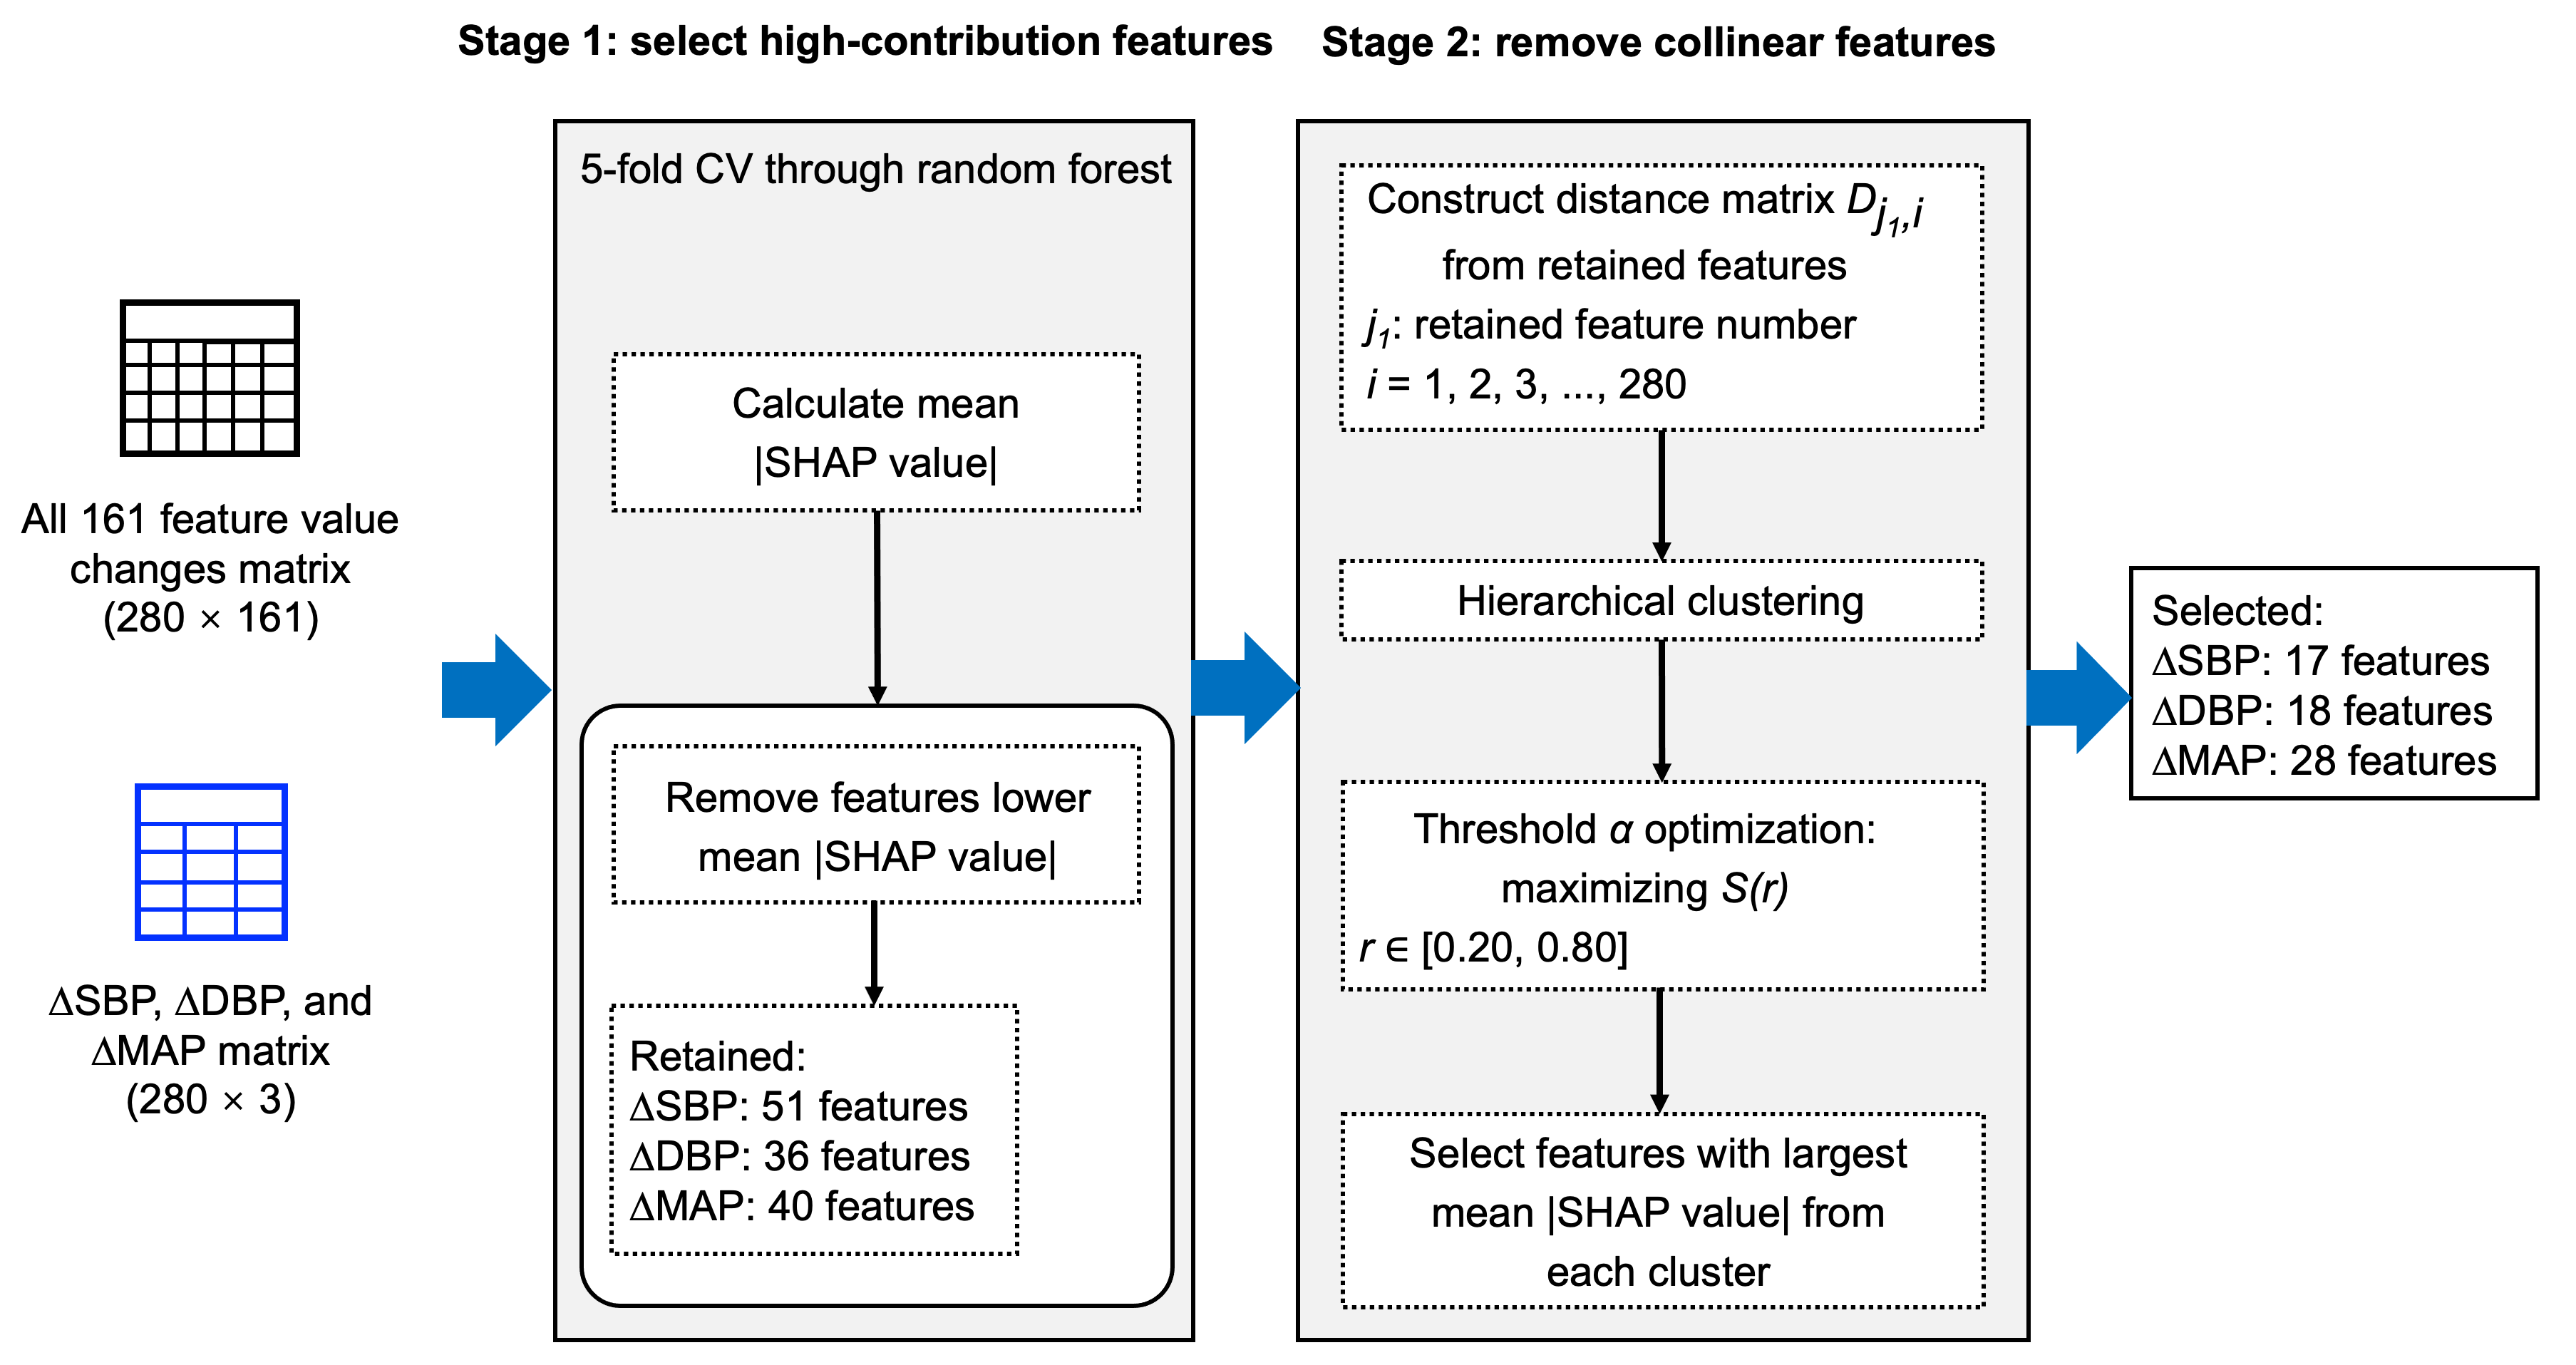 Stage 1: select high-contribution features
Stage 2: remove collinear features
All 161 feature value
changes matrix
(280 × 161)
ΔSBP, ΔDBP, and
ΔMAP matrix
(280 × 3)
5-fold CV through random forest
Calculate mean
|SHAP value|
Remove features lower
mean |SHAP value|
Retained:
ΔSBP: 51 features
ΔDBP: 36 features
ΔMAP: 40 features
Construct distance matrix D_{j_1,i}
from retained features
j_1: retained feature number
i = 1, 2, 3, ..., 280
Hierarchical clustering
Threshold α optimization:
maximizing S(r)
r ∈ [0.20, 0.80]
Select features with largest
mean |SHAP value| from
each cluster
Selected:
ΔSBP: 17 features
ΔDBP: 18 features
ΔMAP: 28 features